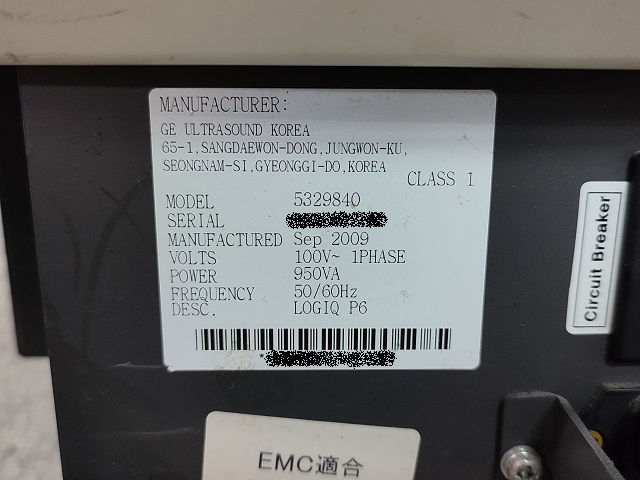 MANUFACTURER:
GE ULTRASOUND KOREA
65-1,SANGDAEWON-DONG,JUNGWON-KU,
SEONGNAM-SI,GYEONGGI-DO,KOREA
CLASS 1
MODEL 5329840
SERIAL
MANUFACTURED Sep 2009
VOLTS 100V~ 1PHASE
POWER 950VA
FREQUENCY 50/60Hz
DESC. LOGIQ P6
Circuit Breaker
EMC適合